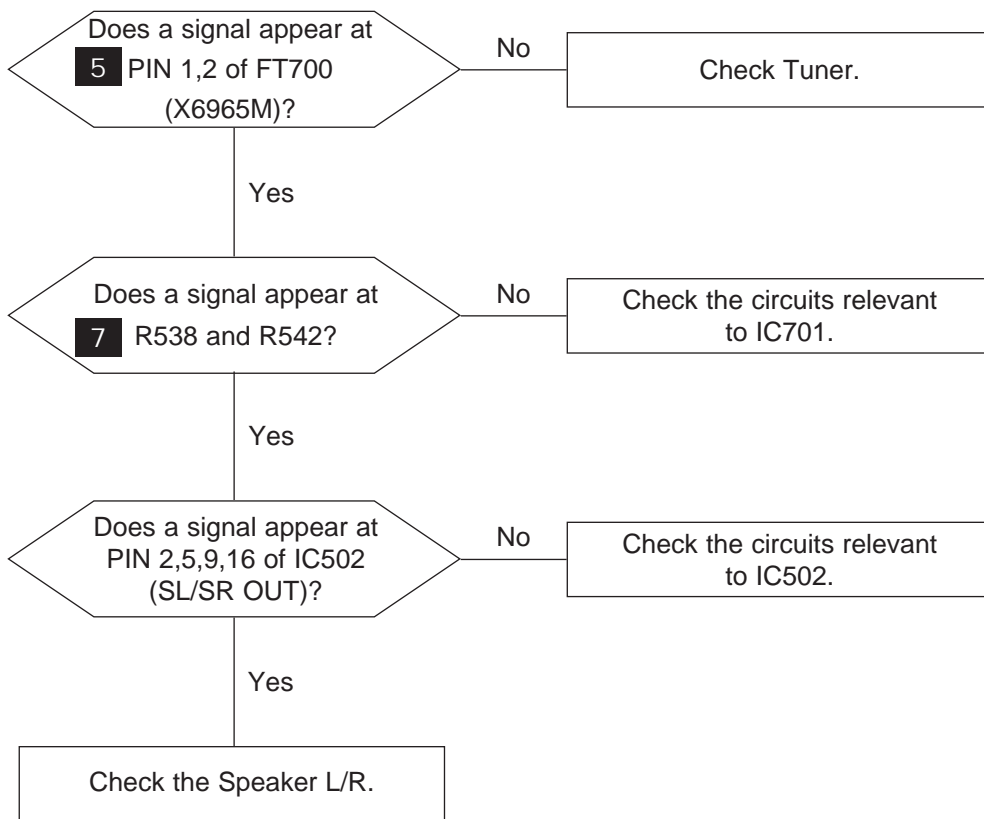 Does a signal appear at
5 PIN 1,2 of FT700
(X6965M)?
No
Check Tuner.
Yes
Does a signal appear at
7 R538 and R542?
No
Check the circuits relevant
to IC701.
Yes
Does a signal appear at
PIN 2,5,9,16 of IC502
(SL/SR OUT)?
No
Check the circuits relevant
to IC502.
Yes
Check the Speaker L/R.